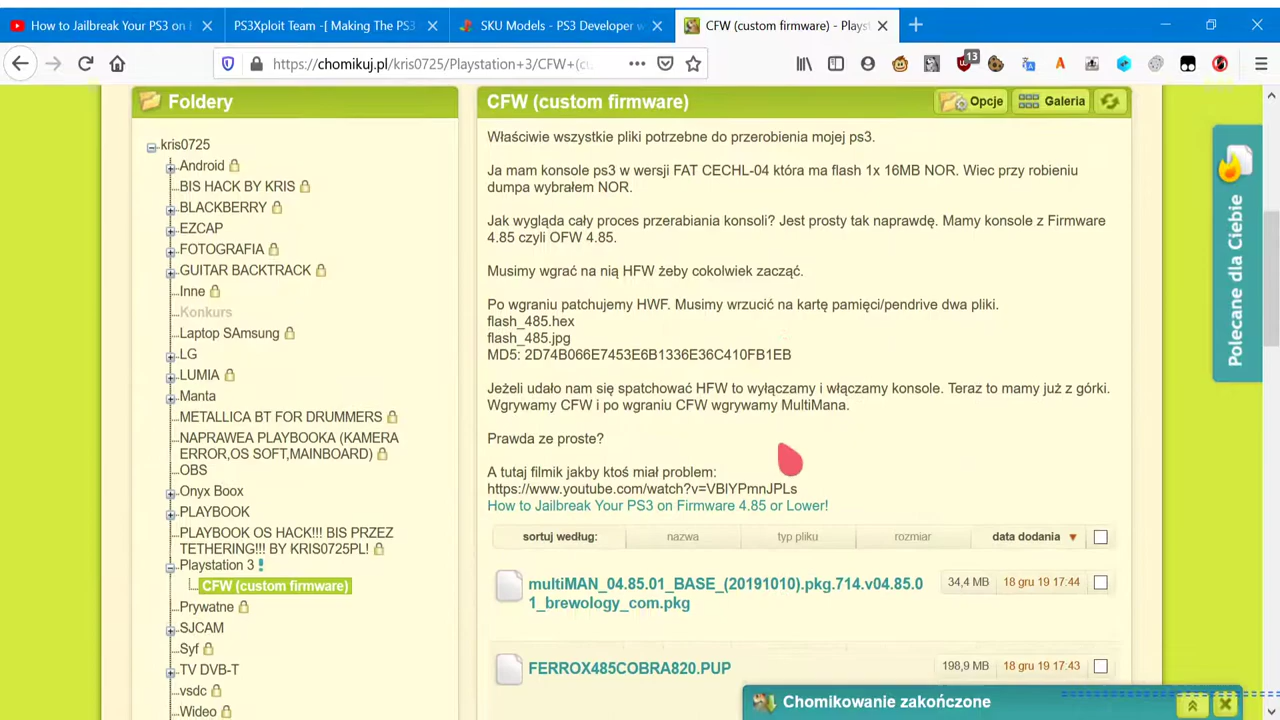 How to Jailbreak Your PS3 on
PS3Xploit Team -[ Making The PS3
SKU Models - PS3 Developer w
CFW (custom firmware) - Playst
https://chomikuj.pl/kris0725/Playstation+3/CFW+(cu
13
Foldery
kris0725
Android
BIS HACK BY KRIS
BLACKBERRY
EZCAP
FOTOGRAFIA
GUITAR BACKTRACK
Inne
Konkurs
Laptop SAmsung
LG
LUMIA
Manta
METALLICA BT FOR DRUMMERS
NAPRAWEA PLAYBOOKA (KAMERA
ERROR,OS SOFT,MAINBOARD)
OBS
Onyx Boox
PLAYBOOK
PLAYBOOK OS HACK!!! BIS PRZEZ
TETHERING!!! BY KRIS0725PL!
Playstation 3
CFW (custom firmware)
Prywatne
SJCAM
Syf
TV DVB-T
vsdc
Wideo
CFW (custom firmware)
Opcje
Galeria
Właściwie wszystkie pliki potrzebne do przerobienia mojej ps3.
Ja mam konsole ps3 w wersji FAT CECHL-04 która ma flash 1x 16MB NOR. Wiec przy robieniu
dumpa wybrałem NOR.
Jak wygląda cały proces przerabiania konsoli? Jest prosty tak naprawdę. Mamy konsole z Firmware
4.85 czyli OFW 4.85.
Musimy wgrać na nią HFW żeby cokolwiek zacząć.
Po wgraniu patchujemy HWF. Musimy wrzucić na kartę pamięci/pendrive dwa pliki.
flash_485.hex
flash_485.jpg
MD5: 2D74B066E7453E6B1336E36C410FB1EB
Jeżeli udało nam się spatchować HFW to wyłączamy i włączamy konsole. Teraz to mamy już z górki.
Wgrywamy CFW i po wgraniu CFW wgrywamy MultiMana.
Prawda ze proste?
A tutaj filmik jakby ktoś miał problem:
https://www.youtube.com/watch?v=VBlYPmnJPLs
How to Jailbreak Your PS3 on Firmware 4.85 or Lower!
sortuj według:
nazwa
typ pliku
rozmiar
data dodania
multiMAN_04.85.01_BASE_(20191010).pkg.714.v04.85.0
1_brewology_com.pkg
34,4 MB
18 gru 19 17:44
FERROX485COBRA820.PUP
198,9 MB
18 gru 19 17:43
Chomikowanie zakończone
Polecane dla Ciebie